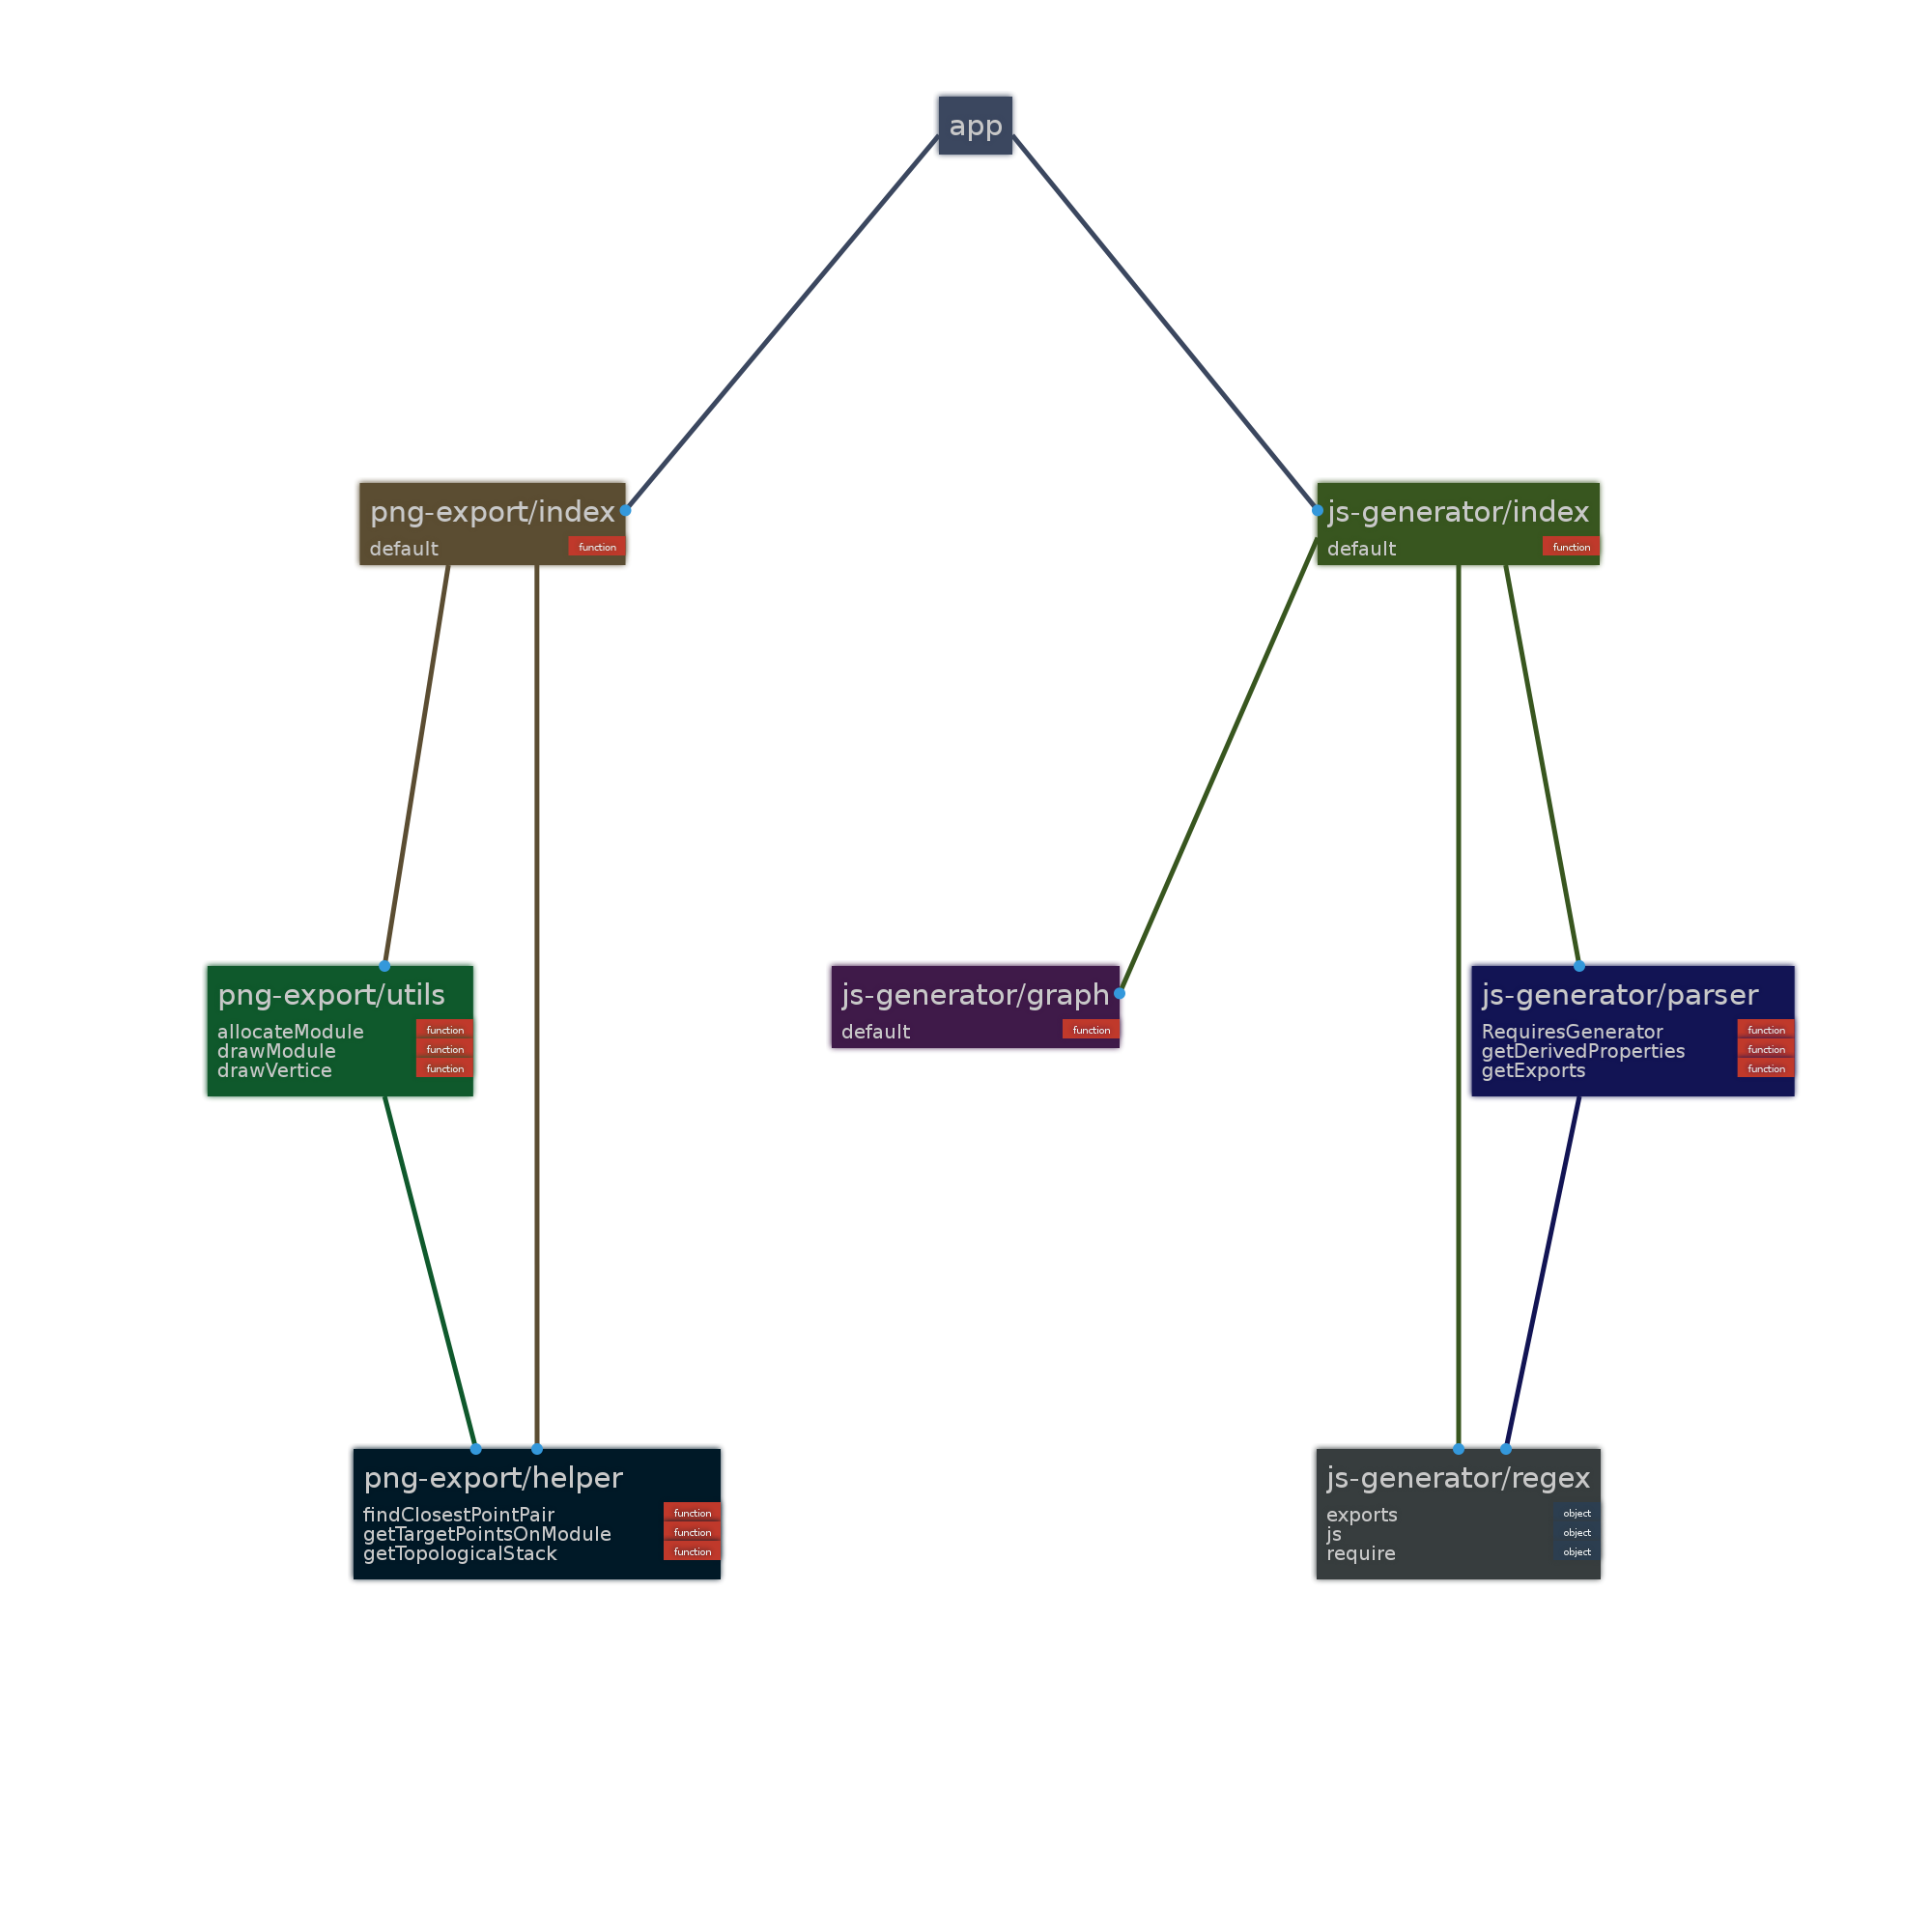 app
png-export/index
default function
js-generator/index
default function
png-export/utils
allocateModule function
drawModule function
drawVertice function
js-generator/graph
default function
js-generator/parser
RequiresGenerator function
getDerivedProperties function
getExports function
png-export/helper
findClosestPointPair function
getTargetPointsOnModule function
getTopologicalStack function
js-generator/regex
exports object
js object
require object